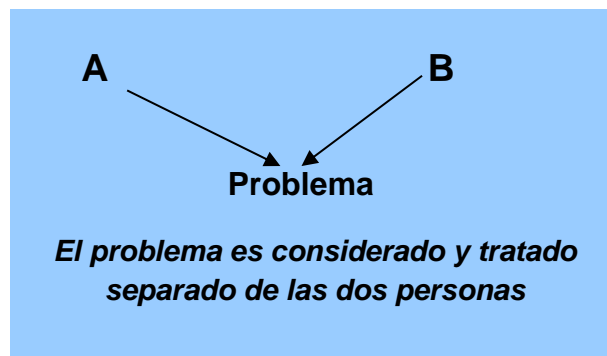 A B
Problema
El problema es considerado y tratado
separado de las dos personas